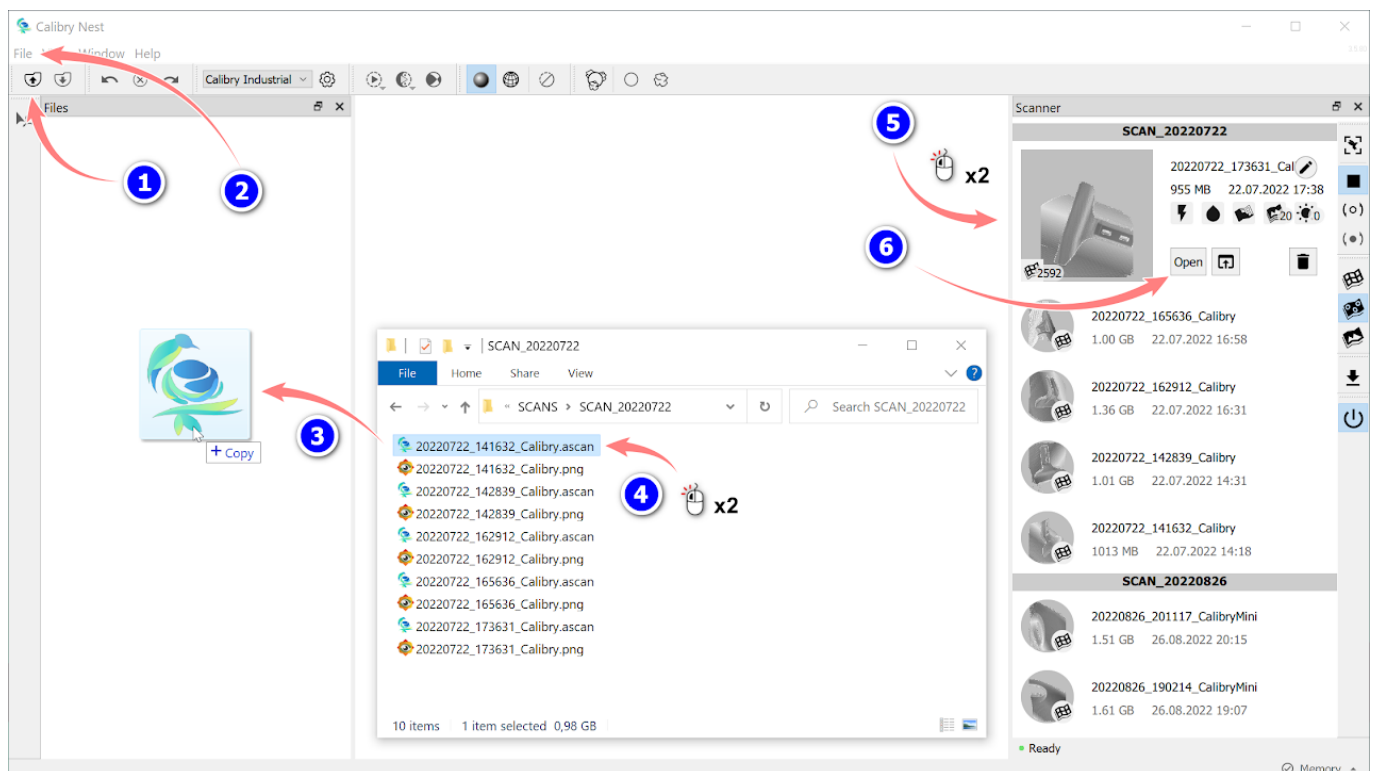 Calibry Nest
File Window Help
Calibry Industrial
Files
1
2
3
+ Copy
SCAN_20220722
File Home Share View
« SCANS > SCAN_20220722
Search SCAN_20220722
20220722_141632_Calibry.ascan
20220722_141632_Calibry.png
20220722_142839_Calibry.ascan
20220722_142839_Calibry.png
20220722_162912_Calibry.ascan
20220722_162912_Calibry.png
20220722_165636_Calibry.ascan
20220722_165636_Calibry.png
20220722_173631_Calibry.ascan
20220722_173631_Calibry.png
10 items 1 item selected 0,98 GB
4
x2
5
x2
6
Scanner
SCAN_20220722
20220722_173631_Cal
955 MB 22.07.2022 17:38
20 0
2592
Open
20220722_165636_Calibry
1.00 GB 22.07.2022 16:58
20220722_162912_Calibry
1.36 GB 22.07.2022 16:31
20220722_142839_Calibry
1.01 GB 22.07.2022 14:31
20220722_141632_Calibry
1013 MB 22.07.2022 14:18
SCAN_20220826
20220826_201117_CalibryMini
1.51 GB 26.08.2022 20:15
20220826_190214_CalibryMini
1.61 GB 26.08.2022 19:07
Ready
Memory